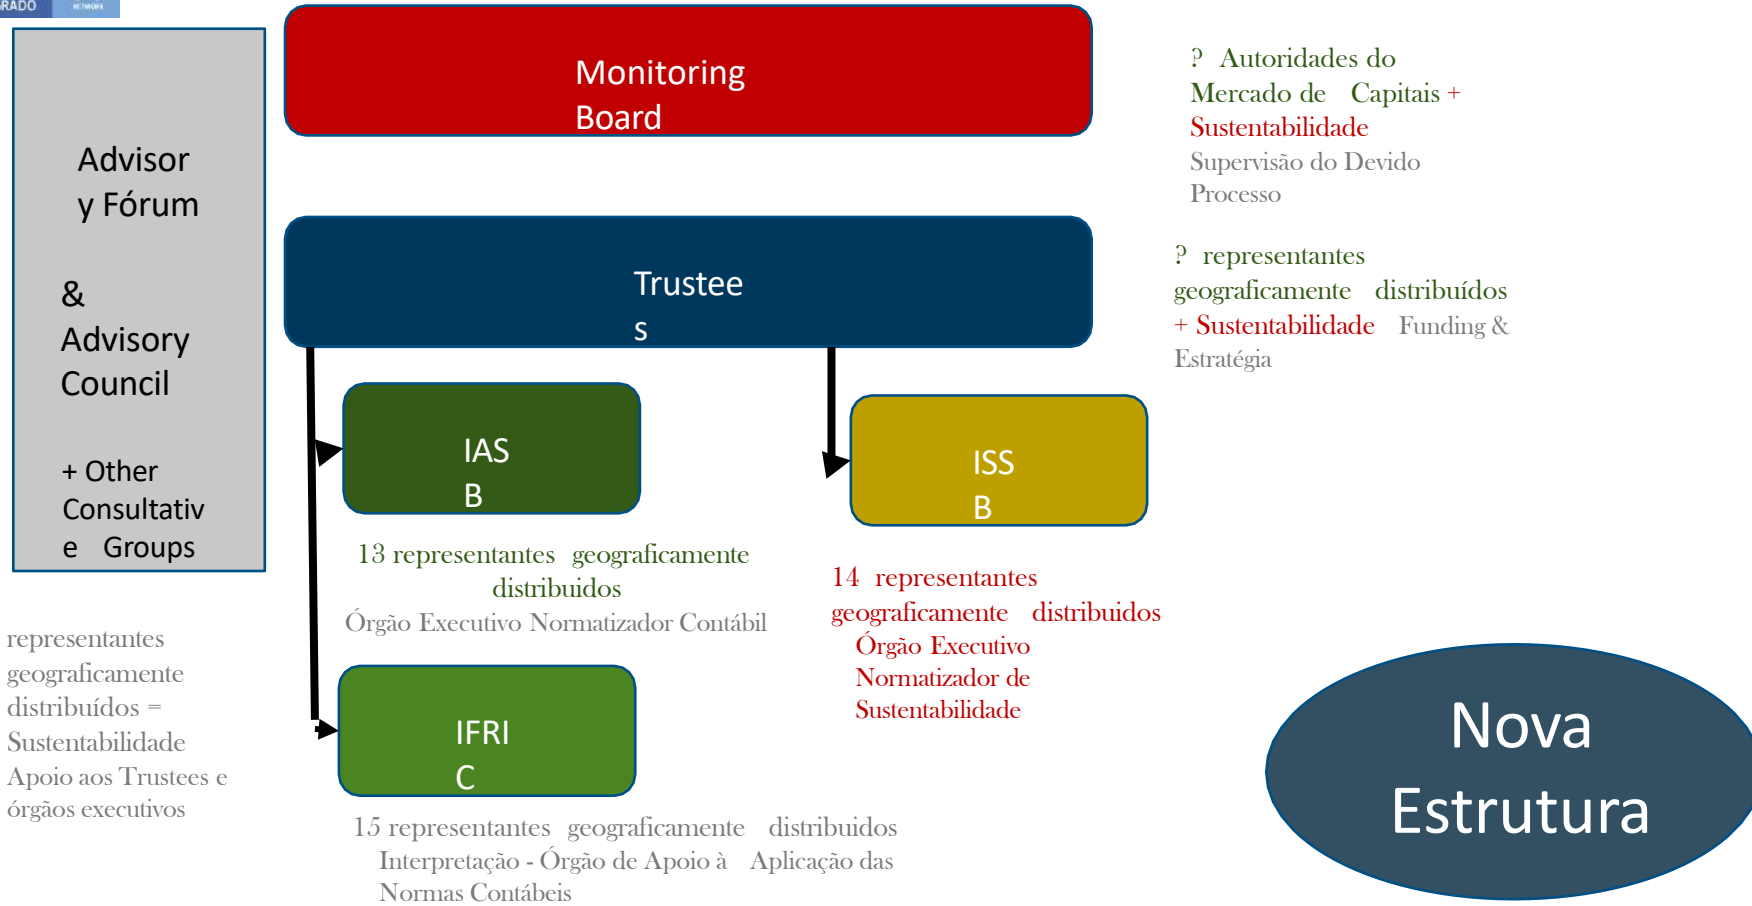 GRADO
NETWORK
Advisor
y Fórum
&
Advisory
Council
+ Other
Consultativ
e Groups
representantes
geograficamente
distribuídos =
Sustentabilidade
Apoio aos Trustees e
órgãos executivos
Monitoring
Board
? Autoridades do
Mercado de Capitais +
Sustentabilidade
Supervisão do Devido
Processo
Trustee
s
? representantes
geograficamente distribuídos
+ Sustentabilidade Funding &
Estratégia
IAS
B
13 representantes geograficamente
distribuidos
Órgão Executivo Normatizador Contábil
ISS
B
14 representantes
geograficamente distribuidos
Órgão Executivo
Normatizador de
Sustentabilidade
IFRI
C
15 representantes geograficamente distribuidos
Interpretação - Órgão de Apoio à Aplicação das
Normas Contábeis
Nova
Estrutura